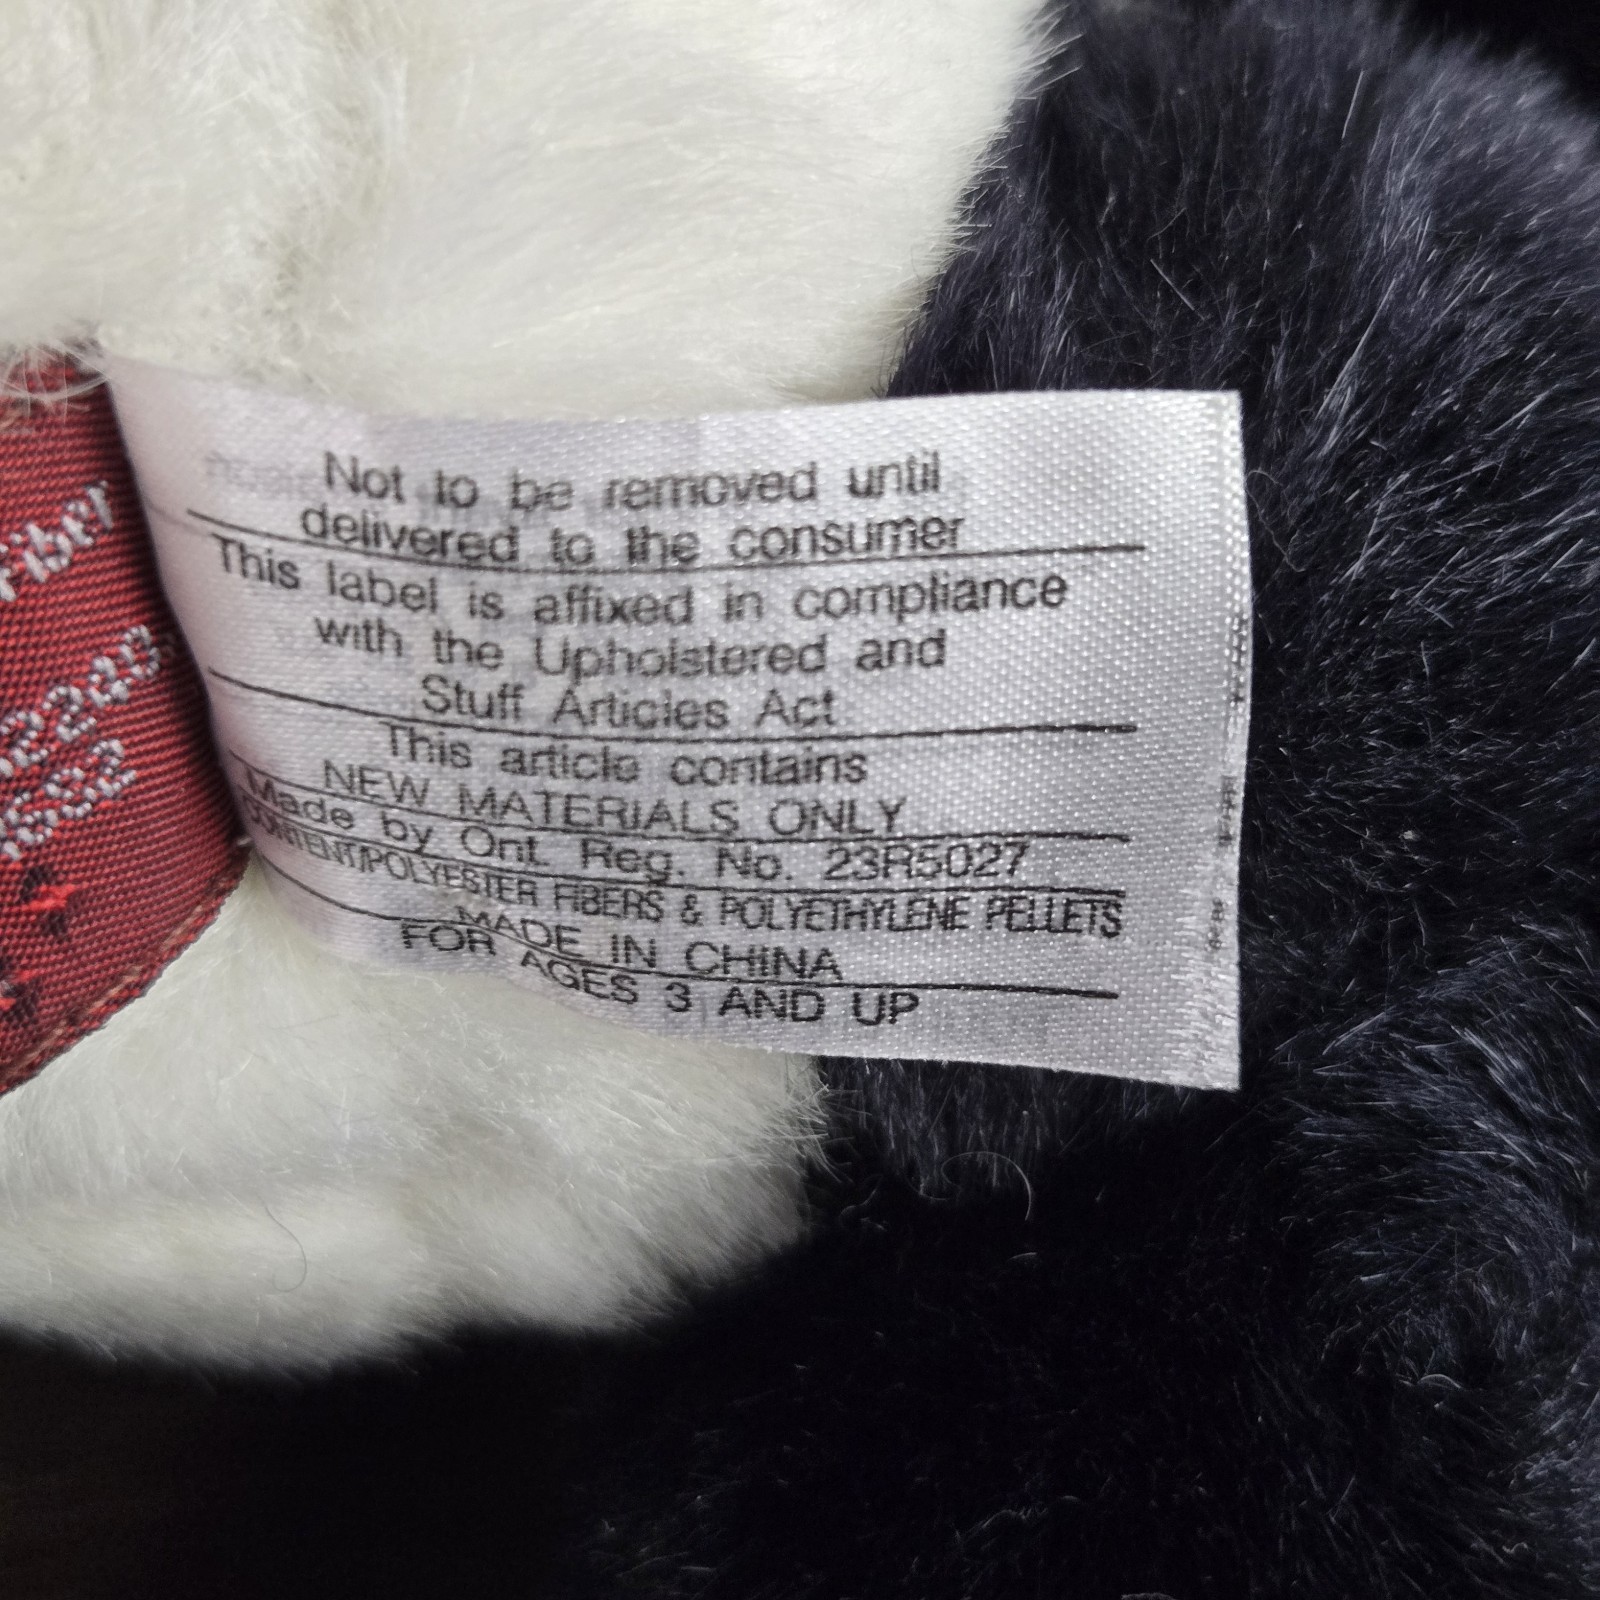 Not to be removed until
delivered to the consumer
This label is affixed in compliance
with the Upholstered and
Stuff Articles Act
This article contains
NEW MATERIALS ONLY
Made by Ont. Reg. No. 23R5027
CONTENT/POLYESTER FIBERS & POLYETHYLENE PELLETS
MADE IN CHINA
FOR AGES 3 AND UP
Fiber